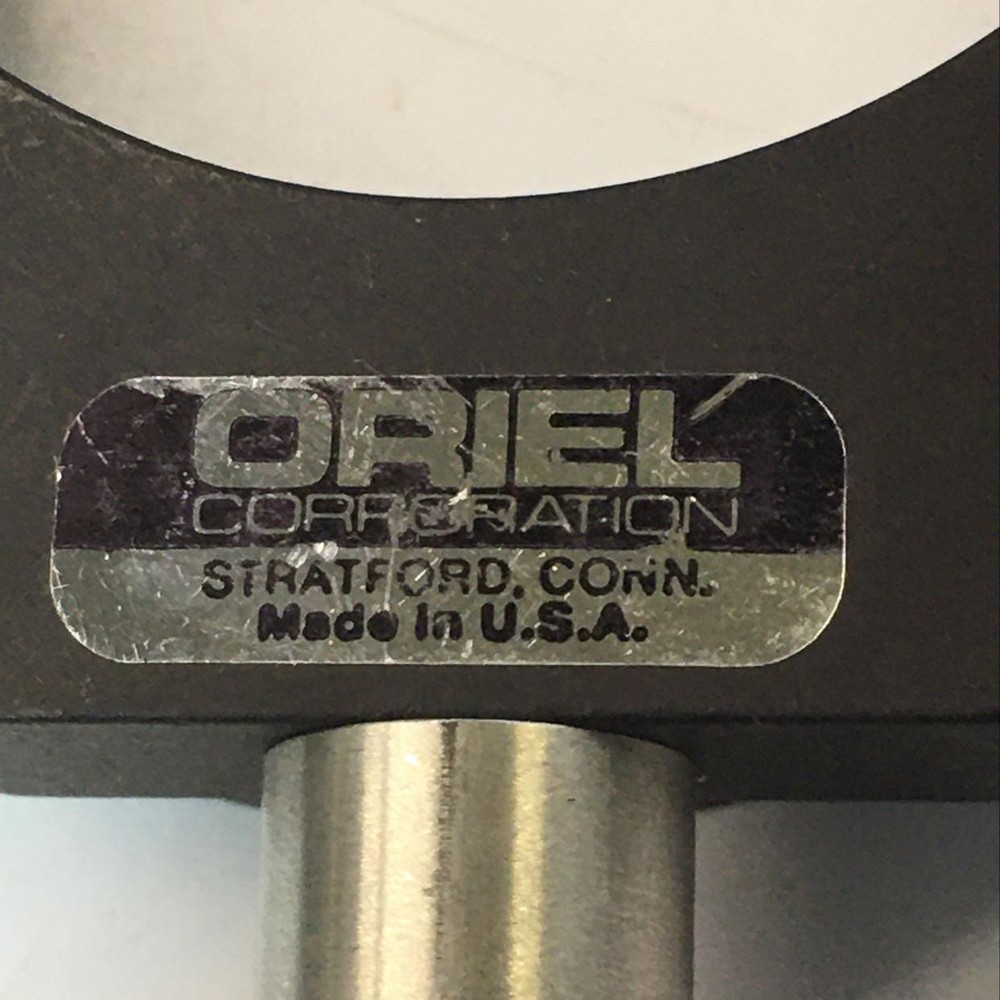 ORIEL
CORPORATION
STRATFORD, CONN.
Made in U.S.A.